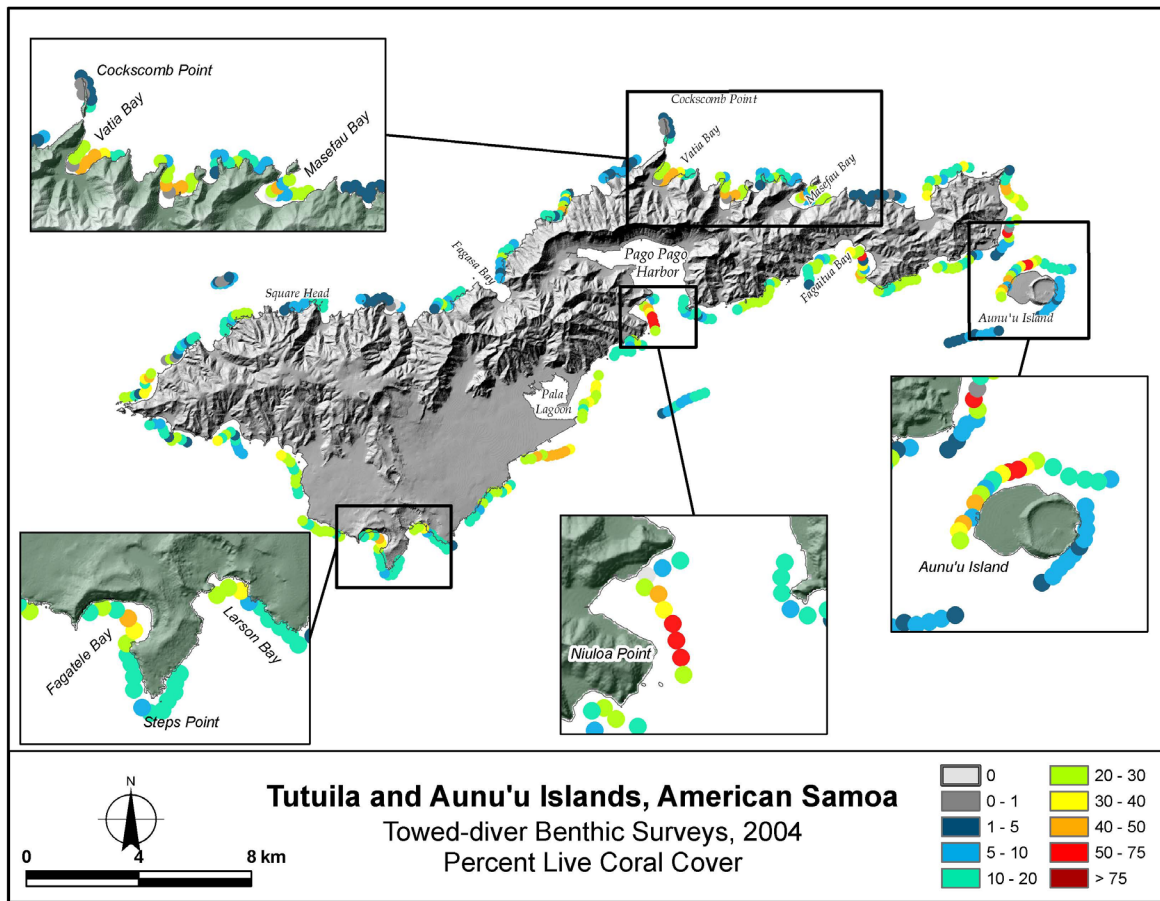 Cockscomb Point
Vatia Bay
Masefau Bay
Cockscomb Point
Vatia Bay
Masefau Bay
Fagasa Bay
Pago Pago
Harbor
Fagaitua Bay
Square Head
Aunu'u Island
Pala
Lagoon
Aunu'u Island
Fagatele Bay
Larson Bay
Steps Point
Niuloa Point
N
0 4 8 km
Tutuila and Aunu'u Islands, American Samoa
Towed-diver Benthic Surveys, 2004
Percent Live Coral Cover
0
0 - 1
1 - 5
5 - 10
10 - 20
20 - 30
30 - 40
40 - 50
50 - 75
> 75